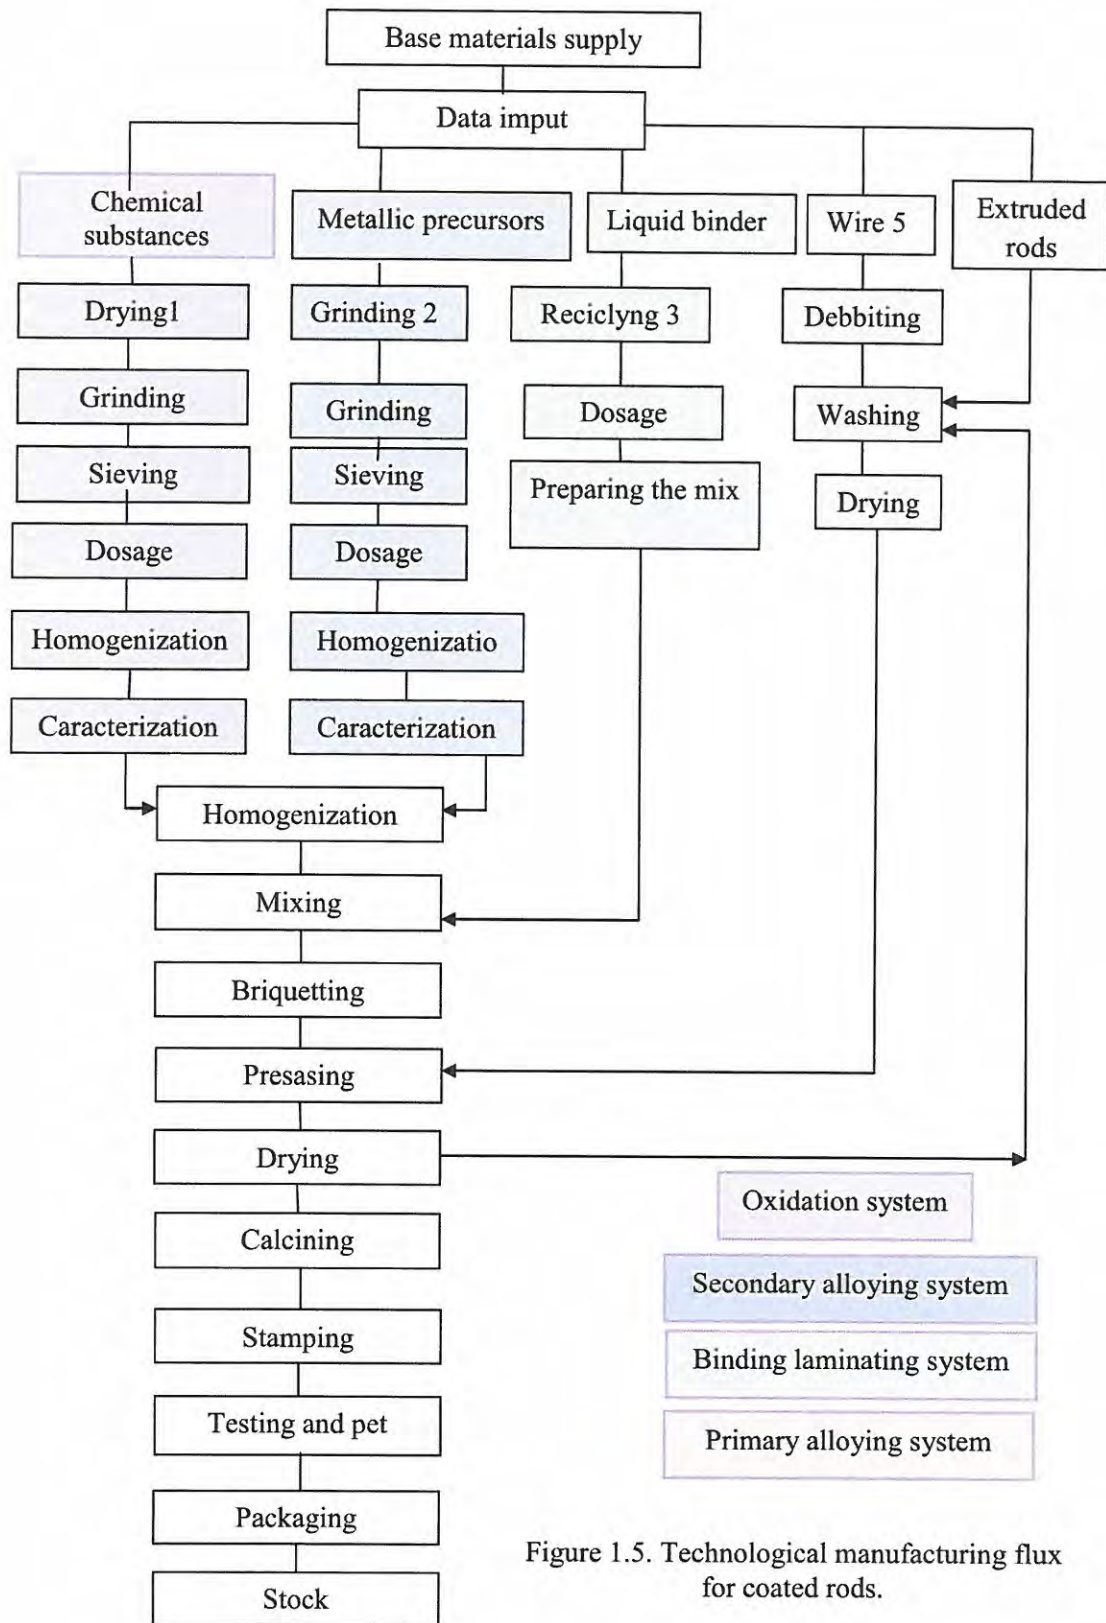 Base materials supply
Data imput
Chemical
substances
Metallic precursors
Liquid binder
Wire 5
Extruded
rods
Drying1
Grinding 2
Reciclyng 3
Debbiting
Grinding
Grinding
Dosage
Washing
Sieving
Sieving
Preparing the mix
Drying
Dosage
Dosage
Homogenization
Homogenizatio
Caracterization
Caracterization
Homogenization
Mixing
Briquetting
Presasing
Drying
Calcining
Stamping
Testing and pet
Packaging
Stock
Oxidation system
Secondary alloying system
Binding laminating system
Primary alloying system
Figure 1.5. Technological manufacturing flux
for coated rods.